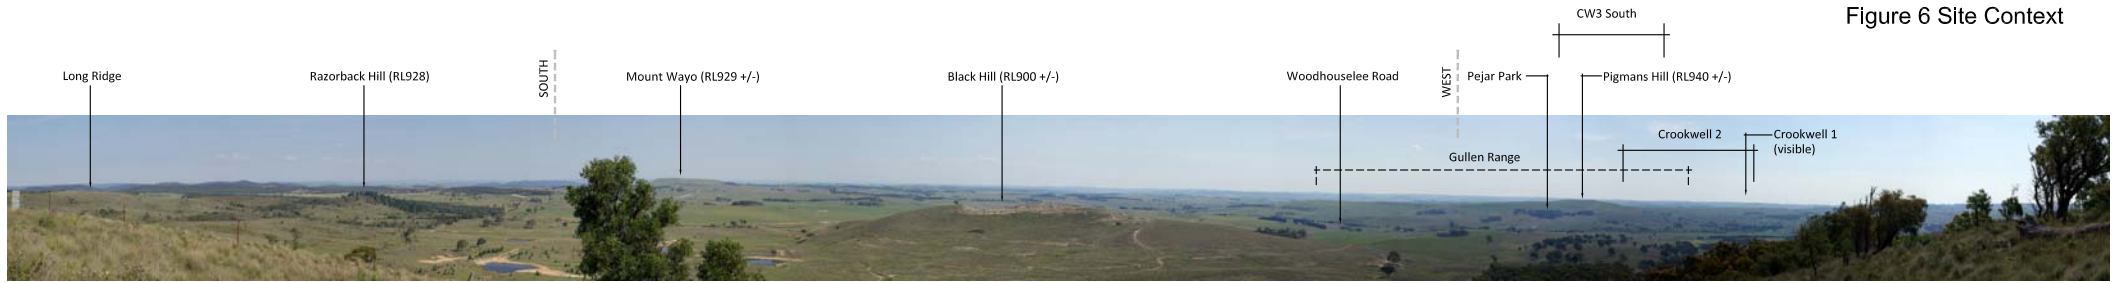 Figure 6 Site Context
CW3 South
Long Ridge
Razorback Hill (RL928)
SOUTH
Mount Wayo (RL929 +/-)
Black Hill (RL900 +/-)
Woodhouselee Road
WEST
Pejar Park
Pigmans Hill (RL940 +/-)
Gullen Range
Crookwell 2
Crookwell 1
(visible)